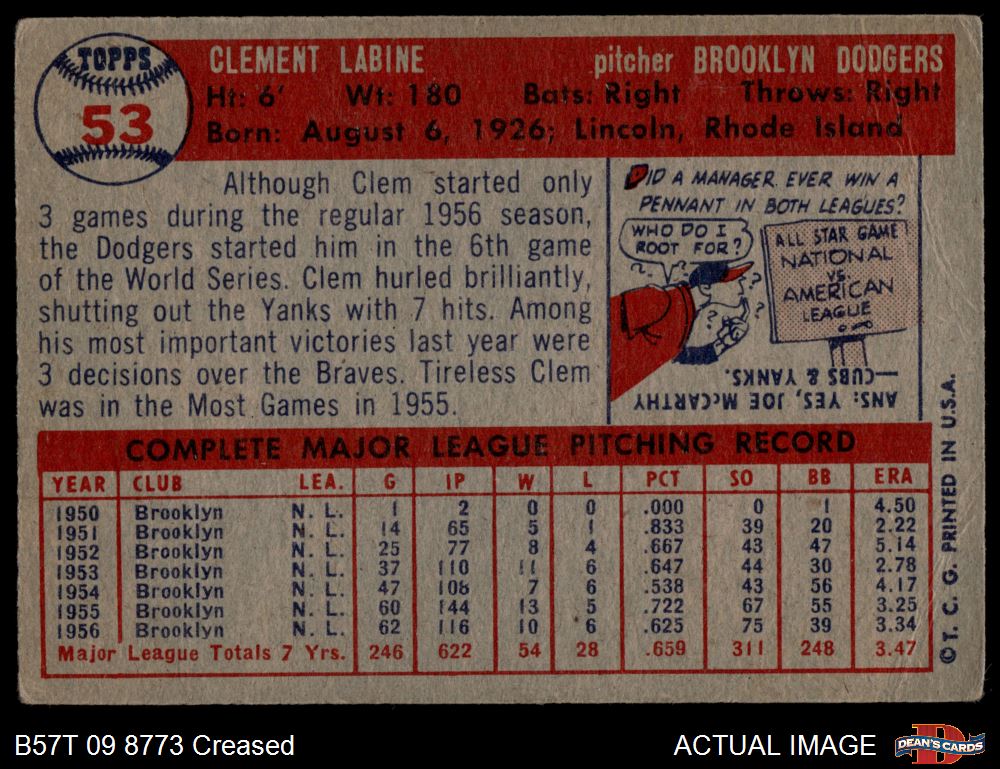 TOPPS
53
CLEMENT LABINE pitcher BROOKLYN DODGERS
Ht: 6' Wt: 180 Bats: Right Throws: Right
Born: August 6, 1926; Lincoln, Rhode Island
Although Clem started only
3 games during the regular 1956 season,
the Dodgers started him in the 6th game
of the World Series. Clem hurled brilliantly,
shutting out the Yanks with 7 hits. Among
his most important victories last year were
3 decisions over the Braves. Tireless Clem
was in the Most Games in 1955.
DID A MANAGER EVER WIN A
PENNANT IN BOTH LEAGUES?
WHO DO I
ROOT FOR?
ALL STAR GAME
NATIONAL
VS.
AMERICAN
LEAGUE
ANS: YES, JOE McCARTHY
—CUBS & YANKS.
COMPLETE MAJOR LEAGUE PITCHING RECORD
YEAR CLUB LEA. G IP W L PCT SO BB ERA
1950 Brooklyn N. L. 1 2 0 0 .000 0 1 4.50
1951 Brooklyn N. L. 14 65 5 1 .833 39 20 2.22
1952 Brooklyn N. L. 25 77 8 4 .667 43 47 5.14
1953 Brooklyn N. L. 37 110 11 6 .647 44 30 2.78
1954 Brooklyn N. L. 47 108 7 6 .538 43 56 4.17
1955 Brooklyn N. L. 60 144 13 5 .722 67 55 3.25
1956 Brooklyn N. L. 62 116 10 6 .625 75 39 3.34
Major League Totals 7 Yrs. 246 622 54 28 .659 311 248 3.47
© T. C. G. PRINTED IN U.S.A.
B57T 09 8773 Creased
ACTUAL IMAGE
DEAN'S CARDS